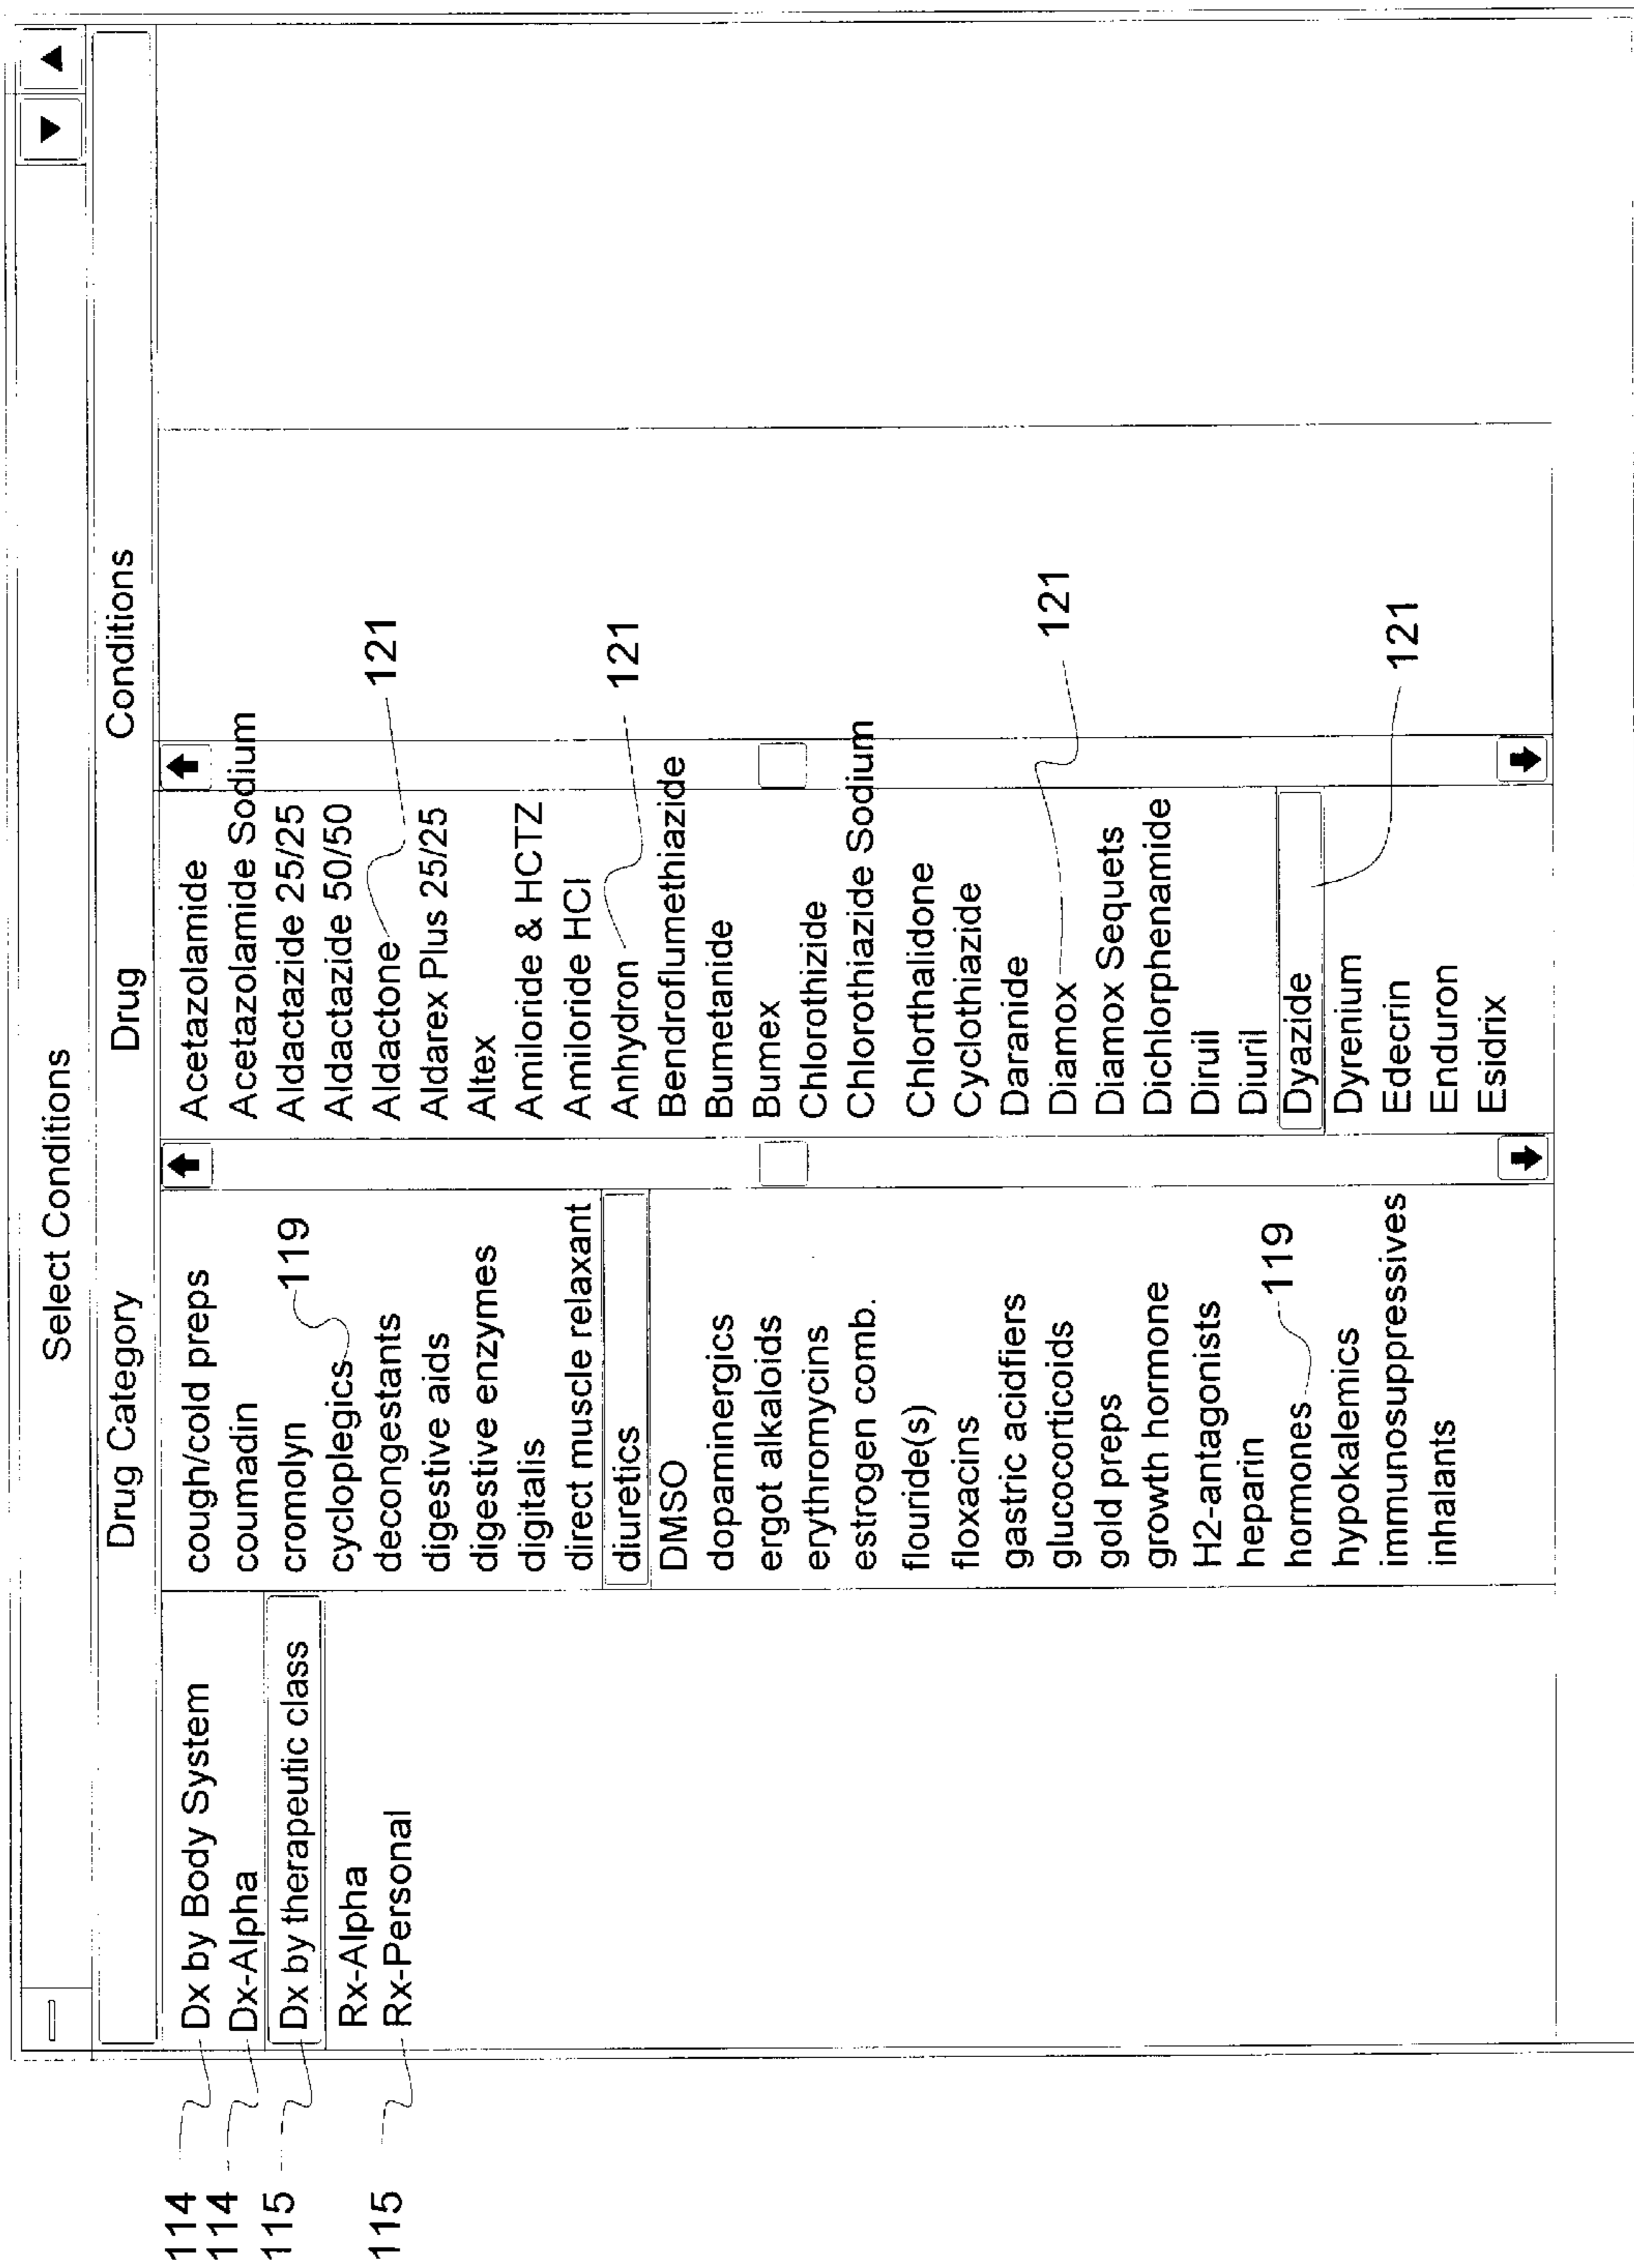 Select Conditions
Drug Category
Drug
Conditions
114
Dx by Body System
114
Dx-Alpha
115
Dx by therapeutic class
Rx-Alpha
115
Rx-Personal
cough/cold preps
coumadin
cromolyn
119
cycloplegics
decongestants
digestive aids
digestive enzymes
digitalis
direct muscle relaxant
diuretics
DMSO
dopaminergics
ergot alkaloids
erythromycins
estrogen comb.
flouride(s)
floxacins
gastric acidfiers
glucocorticoids
gold preps
growth hormone
H2-antagonists
heparin
hormones
119
hypokalemics
immunosuppressives
inhalants
Acetazolamide
Acetazolamide Sodium
Aldactazide 25/25
Aldactazide 50/50
Aldactone
121
Aldarex Plus 25/25
Altex
Amiloride & HCTZ
Amiloride HCl
Anhydron
121
Bendroflumethiazide
Bumetanide
Bumex
Chlorothizide
Chlorothiazide Sodium
Chlorthalidone
Cyclothiazide
Daranide
Diamox
121
Diamox Sequets
Dichlorphenamide
Diruil
Diuril
Dyazide
121
Dyrenium
Edecrin
Enduron
Esidrix